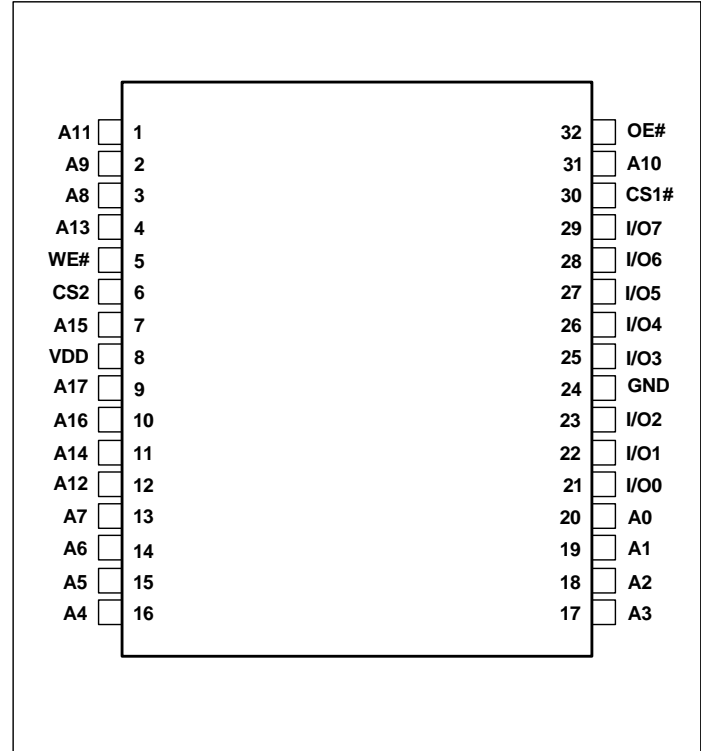 A11 1 32 OE#
A9 2 31 A10
A8 3 30 CS1#
A13 4 29 I/O7
WE# 5 28 I/O6
CS2 6 27 I/O5
A15 7 26 I/O4
VDD 8 25 I/O3
A17 9 24 GND
A16 10 23 I/O2
A14 11 22 I/O1
A12 12 21 I/O0
A7 13 20 A0
A6 14 19 A1
A5 15 18 A2
A4 16 17 A3